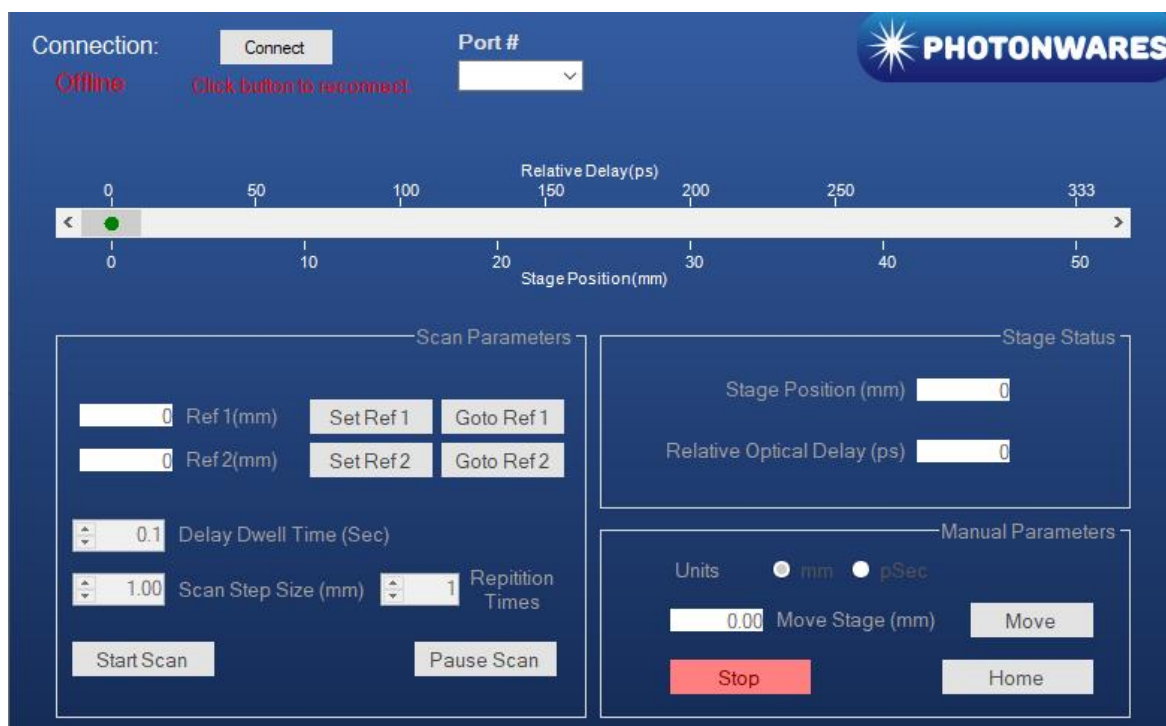 Connection:
Connect
Port #
PHOTONWARES
Offline
Click button to reconnect.
Relative Delay(ps)
0 50 100 150 200 250 333
< >
0 10 20 30 40 50
Stage Position(mm)
Scan Parameters
0 Ref 1(mm) Set Ref 1 Goto Ref 1
0 Ref 2(mm) Set Ref 2 Goto Ref 2
0.1 Delay Dwell Time (Sec)
1.00 Scan Step Size (mm) 1 Repitition
Times
Start Scan Pause Scan
Stage Status
Stage Position (mm) 0
Relative Optical Delay (ps) 0
Manual Parameters
Units mm pSec
0.00 Move Stage (mm) Move
Stop Home